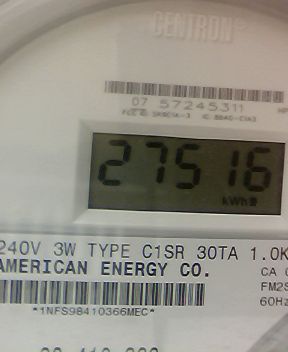 CENTRON®
07 57245311
27516
kWh
240V 3W TYPE C1SR 30TA 1.0K
AMERICAN ENERGY CO.
CA
FM2S
60Hz
*1NFS98410366MEC*